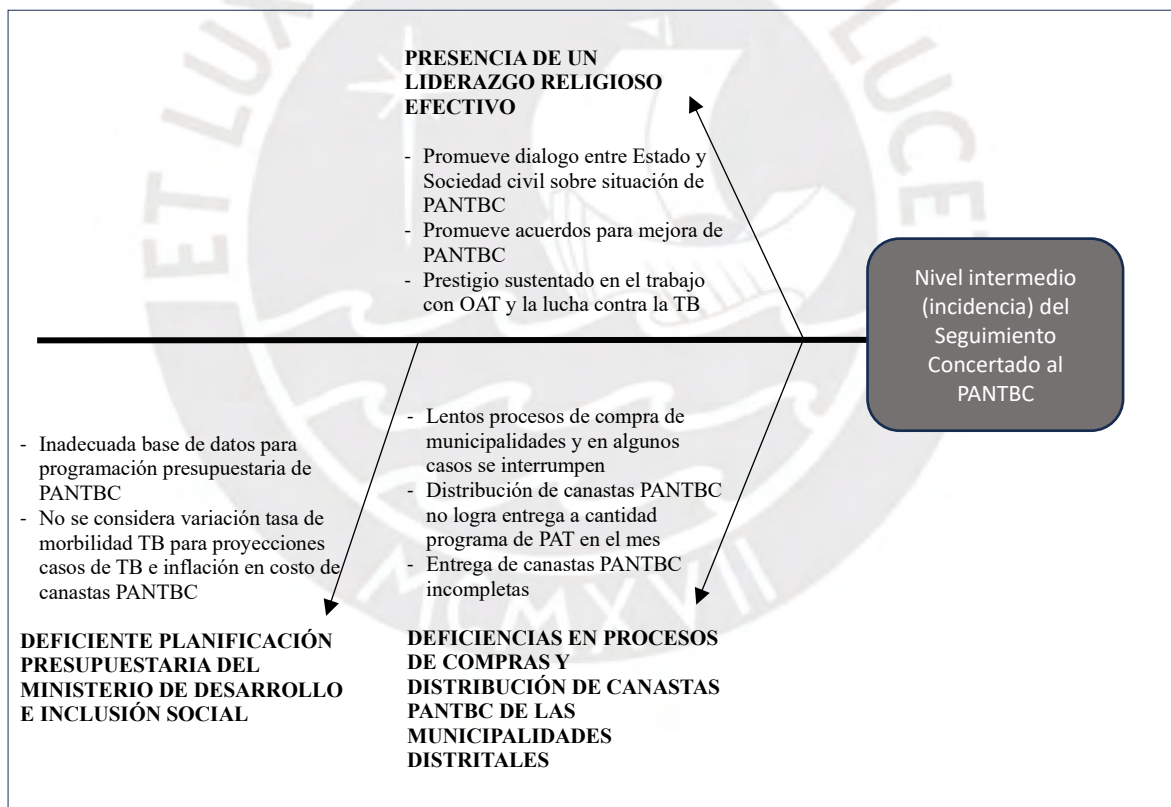 ET LUX IN LUCET
PRESENCIA DE UN
LIDERAZGO RELIGIOSO
EFECTIVO
- Promueve dialogo entre Estado y
Sociedad civil sobre situación de
PANTBC
- Promueve acuerdos para mejora de
PANTBC
- Prestigio sustentado en el trabajo
con OAT y la lucha contra la TB
Nivel intermedio
(incidencia) del
Seguimiento
Concertado al
PANTBC
- Inadecuada base de datos para
programación presupuestaria de
PANTBC
- No se considera variación tasa de
morbilidad TB para proyecciones
casos de TB e inflación en costo de
canastas PANTBC
DEFICIENTE PLANIFICACIÓN
PRESUPUESTARIA DEL
MINISTERIO DE DESARROLLO
E INCLUSIÓN SOCIAL
- Lentos procesos de compra de
municipalidades y en algunos
casos se interrumpen
- Distribución de canastas PANTBC
no logra entrega a cantidad
programa de PAT en el mes
- Entrega de canastas PANTBC
incompletas
DEFICIENCIAS EN PROCESOS
DE COMPRAS Y
DISTRIBUCIÓN DE CANASTAS
PANTBC DE LAS
MUNICIPALIDADES
DISTRITALES
MCMXVII